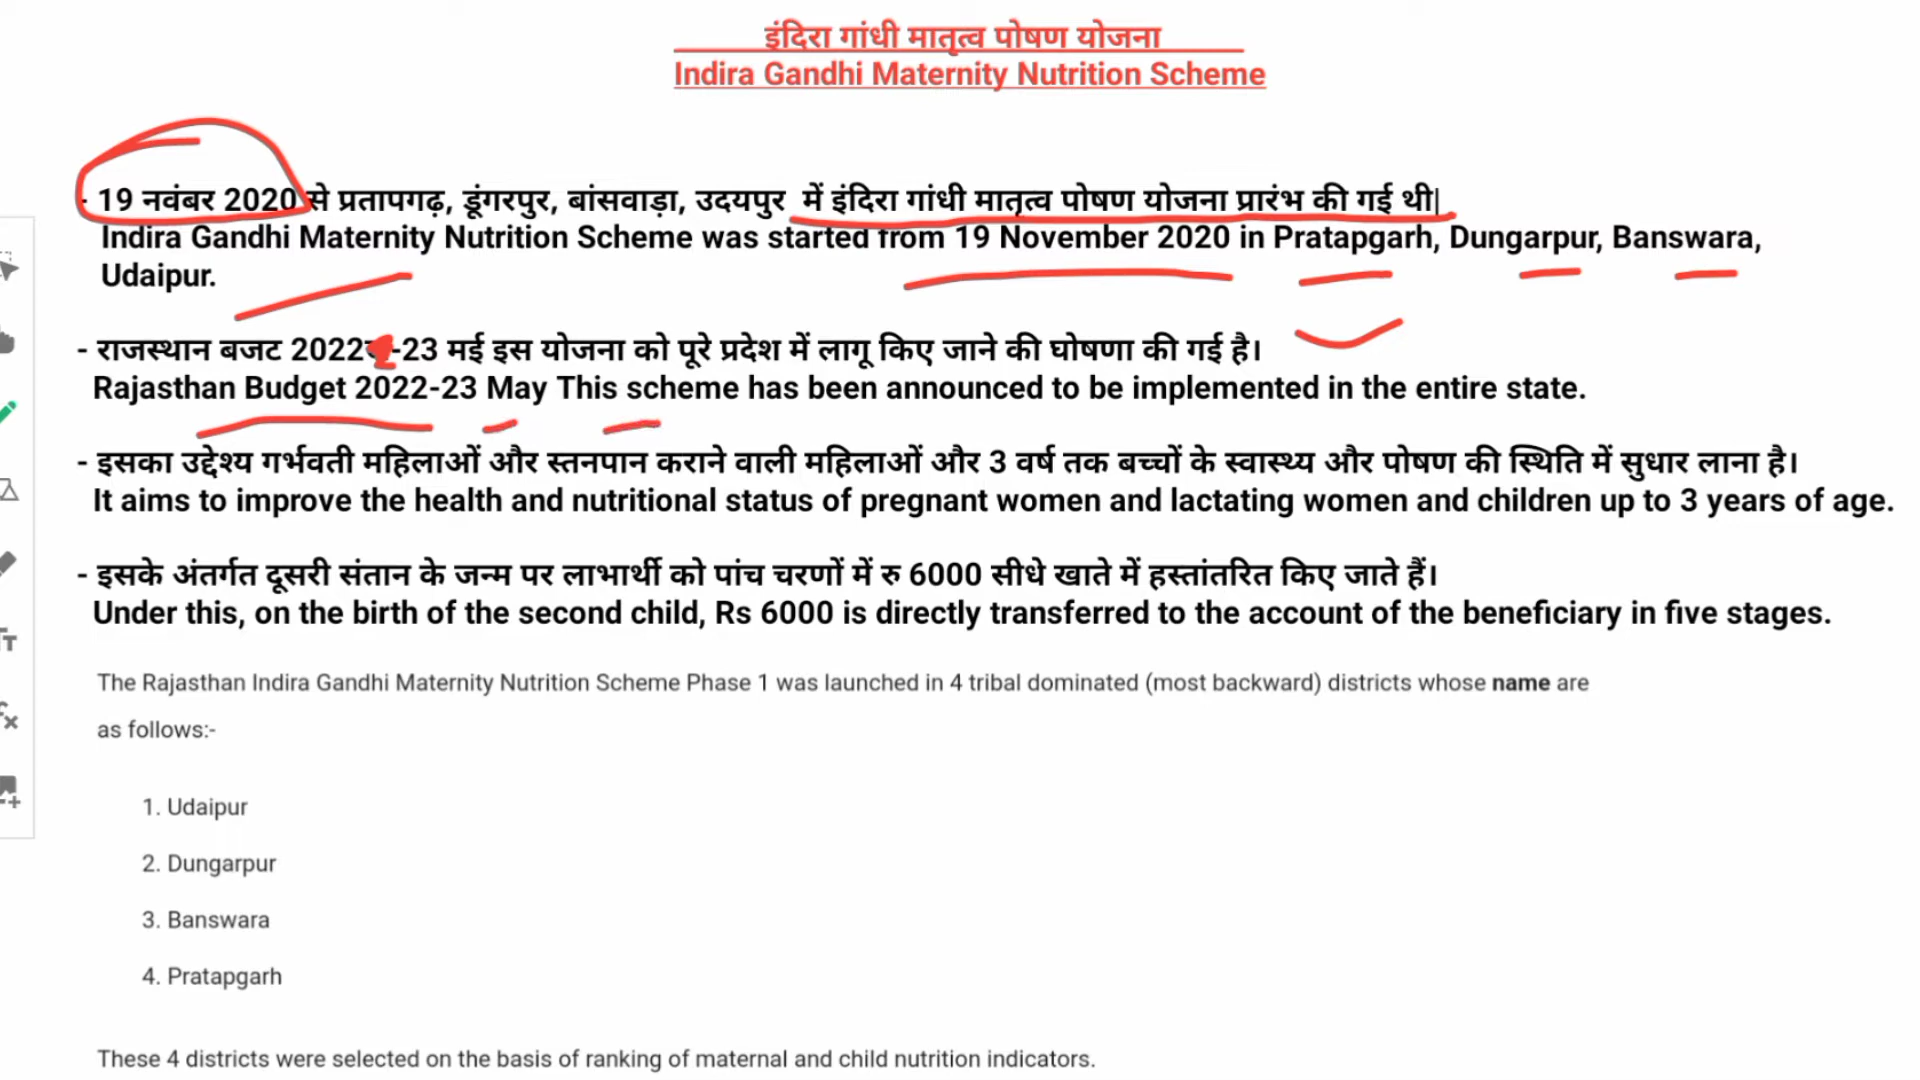 इंदिरा गांधी मातृत्व पोषण योजना
Indira Gandhi Maternity Nutrition Scheme
- 19 नवंबर 2020 से प्रतापगढ़, डूंगरपुर, बांसवाड़ा, उदयपुर में इंदिरा गांधी मातृत्व पोषण योजना प्रारंभ की गई थी|
Indira Gandhi Maternity Nutrition Scheme was started from 19 November 2020 in Pratapgarh, Dungarpur, Banswara,
Udaipur.
- राजस्थान बजट 2022-23 मई इस योजना को पूरे प्रदेश में लागू किए जाने की घोषणा की गई है।
Rajasthan Budget 2022-23 May This scheme has been announced to be implemented in the entire state.
- इसका उद्देश्य गर्भवती महिलाओं और स्तनपान कराने वाली महिलाओं और 3 वर्ष तक बच्चों के स्वास्थ्य और पोषण की स्थिति में सुधार लाना है।
It aims to improve the health and nutritional status of pregnant women and lactating women and children up to 3 years of age.
- इसके अंतर्गत दूसरी संतान के जन्म पर लाभार्थी को पांच चरणों में रु 6000 सीधे खाते में हस्तांतरित किए जाते हैं।
Under this, on the birth of the second child, Rs 6000 is directly transferred to the account of the beneficiary in five stages.
The Rajasthan Indira Gandhi Maternity Nutrition Scheme Phase 1 was launched in 4 tribal dominated (most backward) districts whose name are
as follows:-
1. Udaipur
2. Dungarpur
3. Banswara
4. Pratapgarh
These 4 districts were selected on the basis of ranking of maternal and child nutrition indicators.